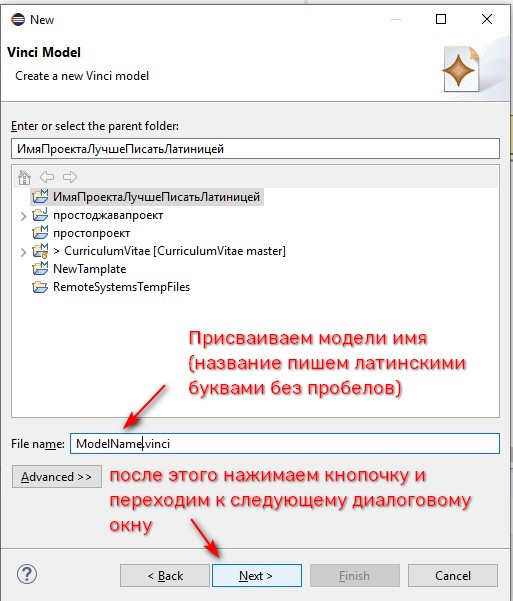 New
Vinci Model
Create a new Vinci model
Enter or select the parent folder:
ИмяПроектаЛучшеПисатьЛатиницей
ИмяПроектаЛучшеПисатьЛатиницей
простоджавапроект
простопроект
> CurriculumVitae [CurriculumVitae master]
NewTamplate
RemoteSystemsTempFiles
Присваиваем модели имя
(название пишем латинскими
буквами без пробелов)
File name: ModelName.vinci
Advanced >>
после этого нажимаем кнопочку и
переходим к следующему диалоговому
окну
< Back Next > Finish Cancel